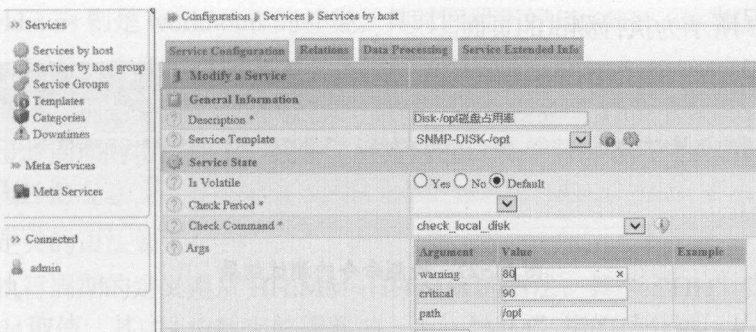 » Services
Services by host
Services by host group
Service Groups
Templates
Categories
Downtimes
» Meta Services
Meta Services
» Connected
admin
Configuration Services Services by host
Service Configuration Relations Data Processing Service Extended Info
Modify a Service
General Information
Description * Disk-/opt磁盘占用率
Service Template SNMP-DISK-/opt
Service State
Is Volatile Yes No Default
Check Period *
Check Command * check_local_disk
Args
Argument Value Example
warning 80
critical 90
path /opt